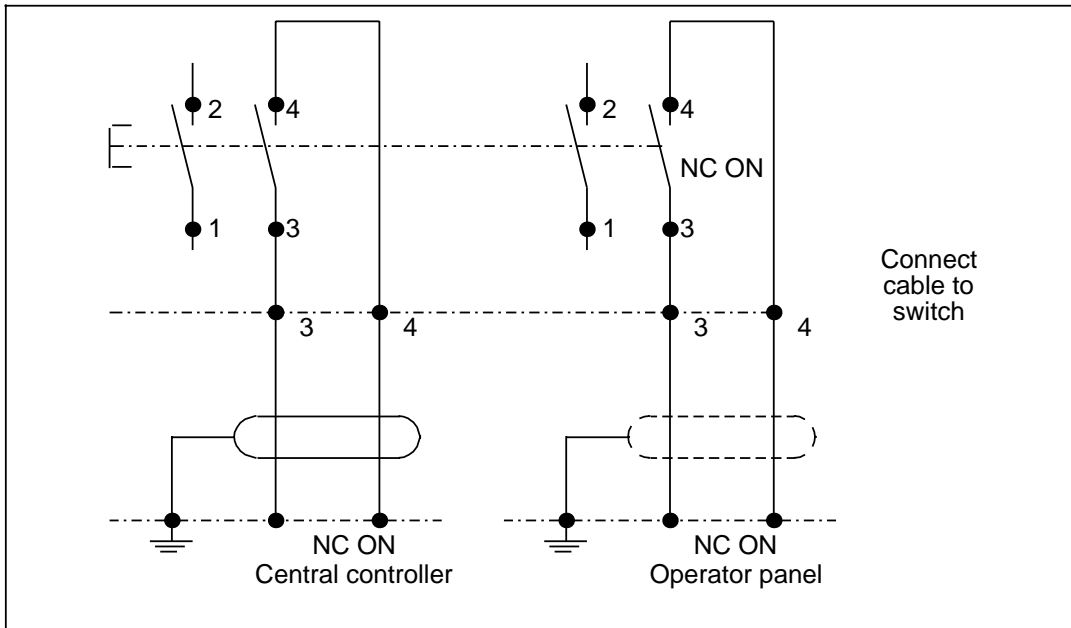 2
4
2
4
NC ON
1
3
1
3
Connect
cable to
switch
3
4
3
4
NC ON
Central controller
NC ON
Operator panel